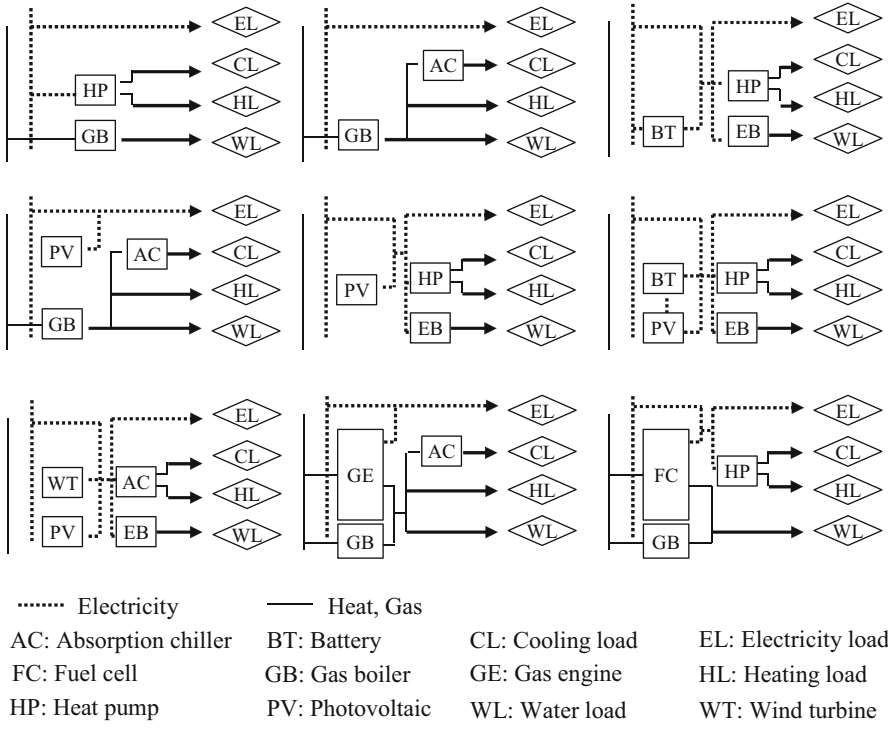 EL EL EL
HP CL AC CL HP CL
HL HL HL
GB WL GB WL BT EB WL
EL EL EL
PV AC CL PV HP CL BT HP CL
HL HL HL
GB WL EB WL PV EB WL
EL EL EL
WT AC CL GE AC CL FC HP CL
HL HL HL
PV EB WL GB WL GB WL
Electricity Heat, Gas
AC: Absorption chiller BT: Battery CL: Cooling load EL: Electricity load
FC: Fuel cell GB: Gas boiler GE: Gas engine HL: Heating load
HP: Heat pump PV: Photovoltaic WL: Water load WT: Wind turbine